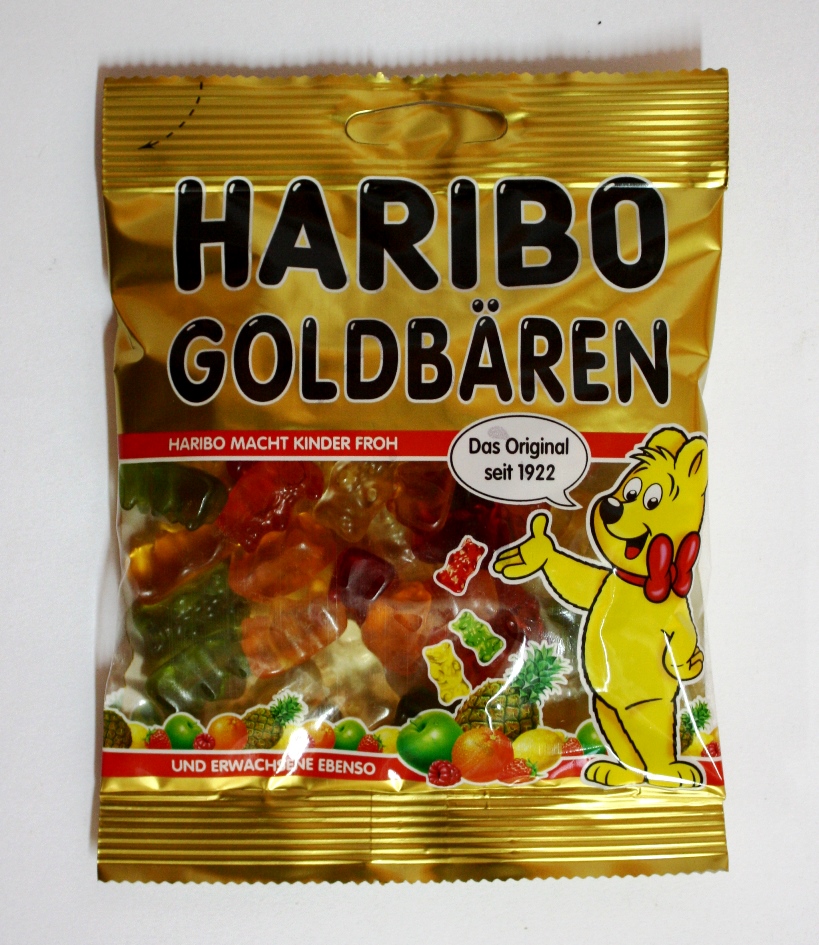 HARIBO
GOLDBÄREN
HARIBO MACHT KINDER FROH
Das Original
seit 1922
UND ERWACHSENE EBENSO